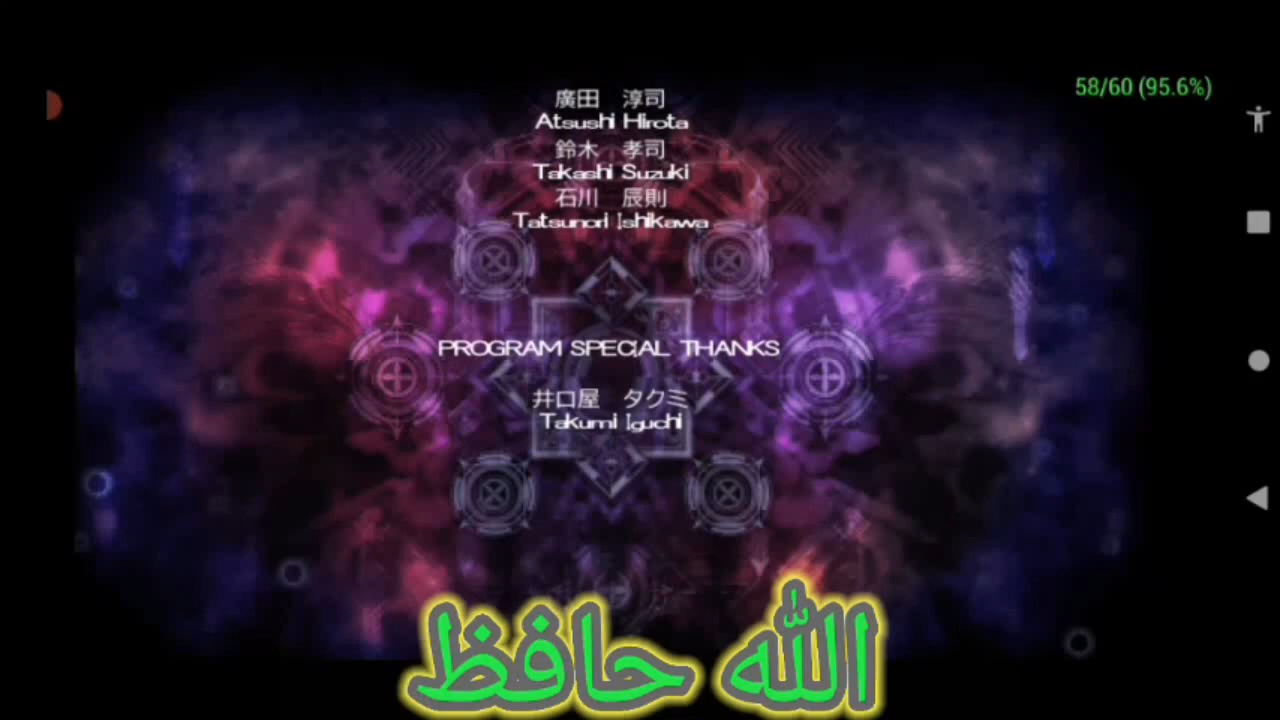 58/60 (95.6%)
廣田　淳司
Atsushi Hirota
鈴木　孝司
Takashi Suzuki
石川　辰則
Tatsunori Ishikawa
PROGRAM SPECIAL THANKS
井口屋　タクミ
Takumi Iguchi
الله حافظ